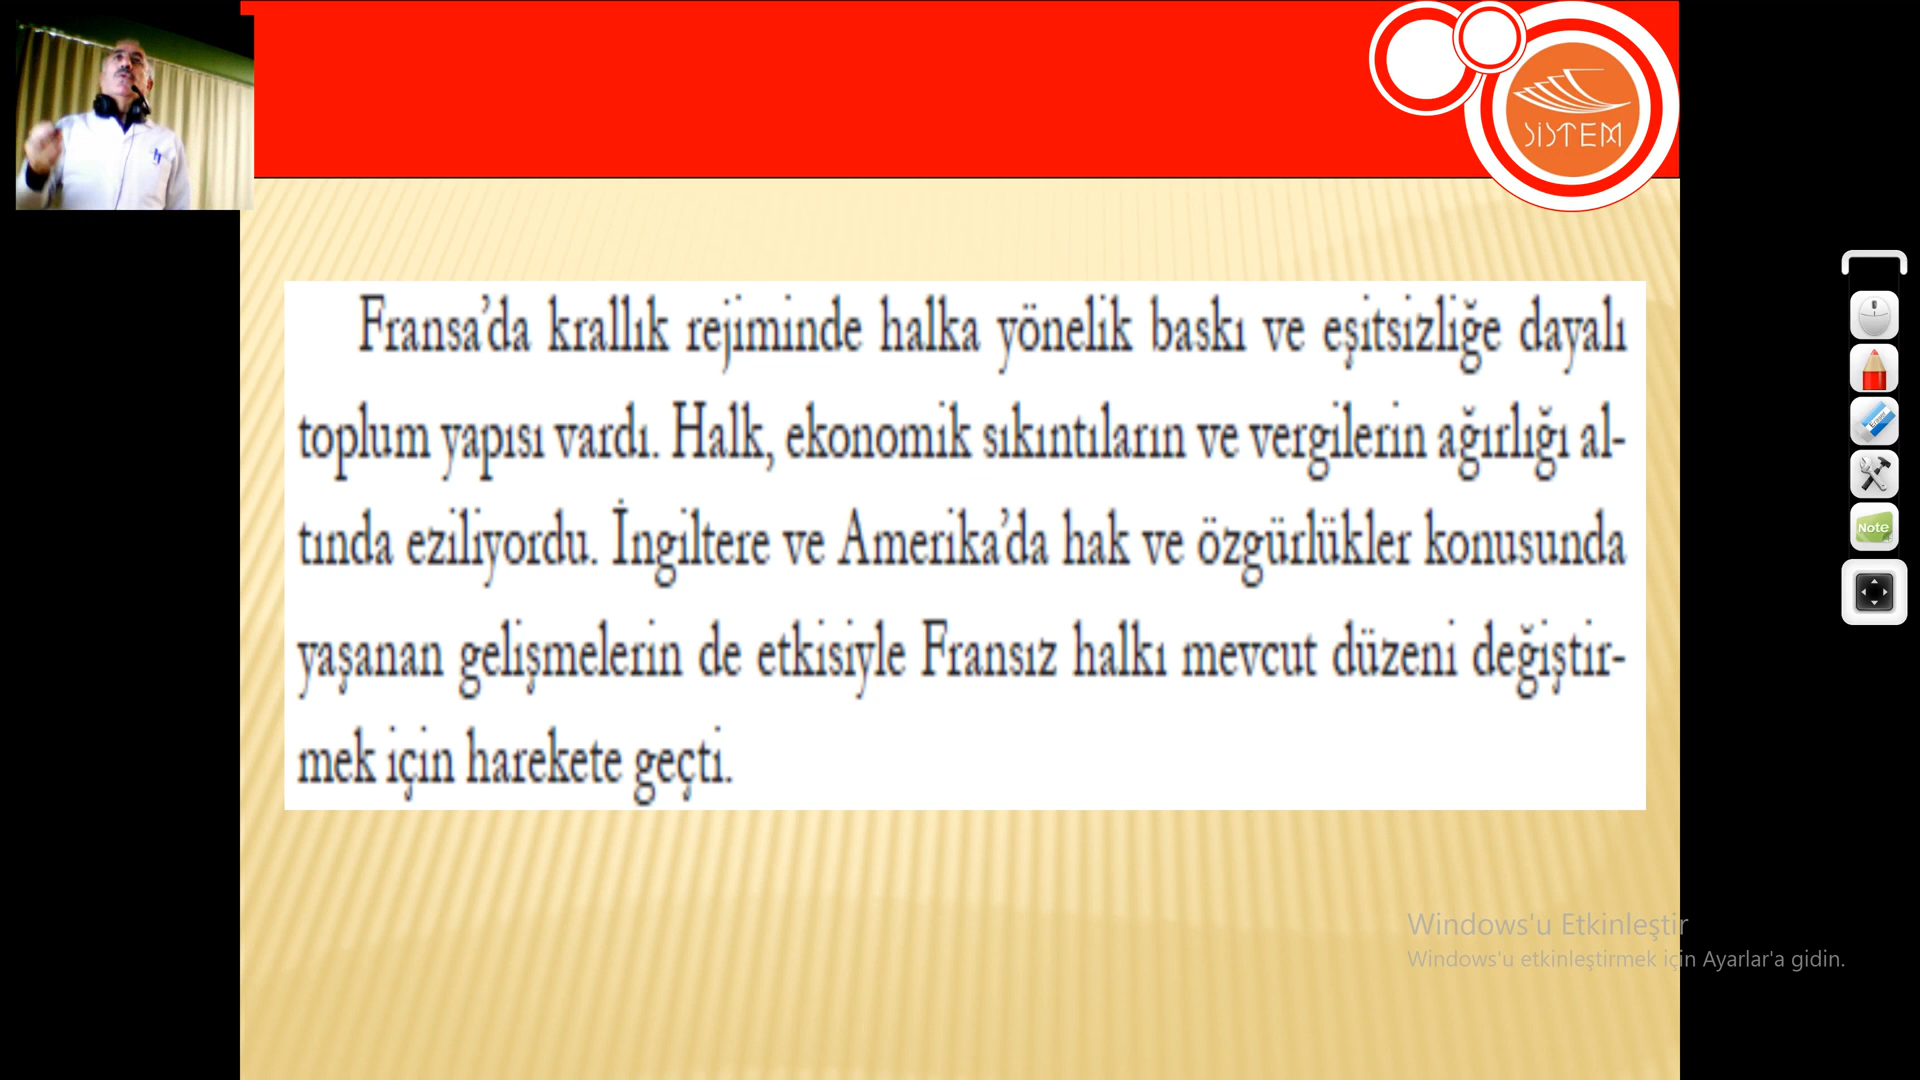 SİSTEM
Fransa'da krallık rejiminde halka yönelik baskı ve eşitsizliğe dayalı
toplum yapısı vardı. Halk, ekonomik sıkıntıların ve vergilerin ağırlığı al-
tında eziliyordu. İngiltere ve Amerika'da hak ve özgürlükler konusunda
yaşanan gelişmelerin de etkisiyle Fransız halkı mevcut düzeni değiştir-
mek için harekete geçti.
Note
Windows'u Etkinleştir
Windows'u etkinleştirmek için Ayarlar'a gidin.